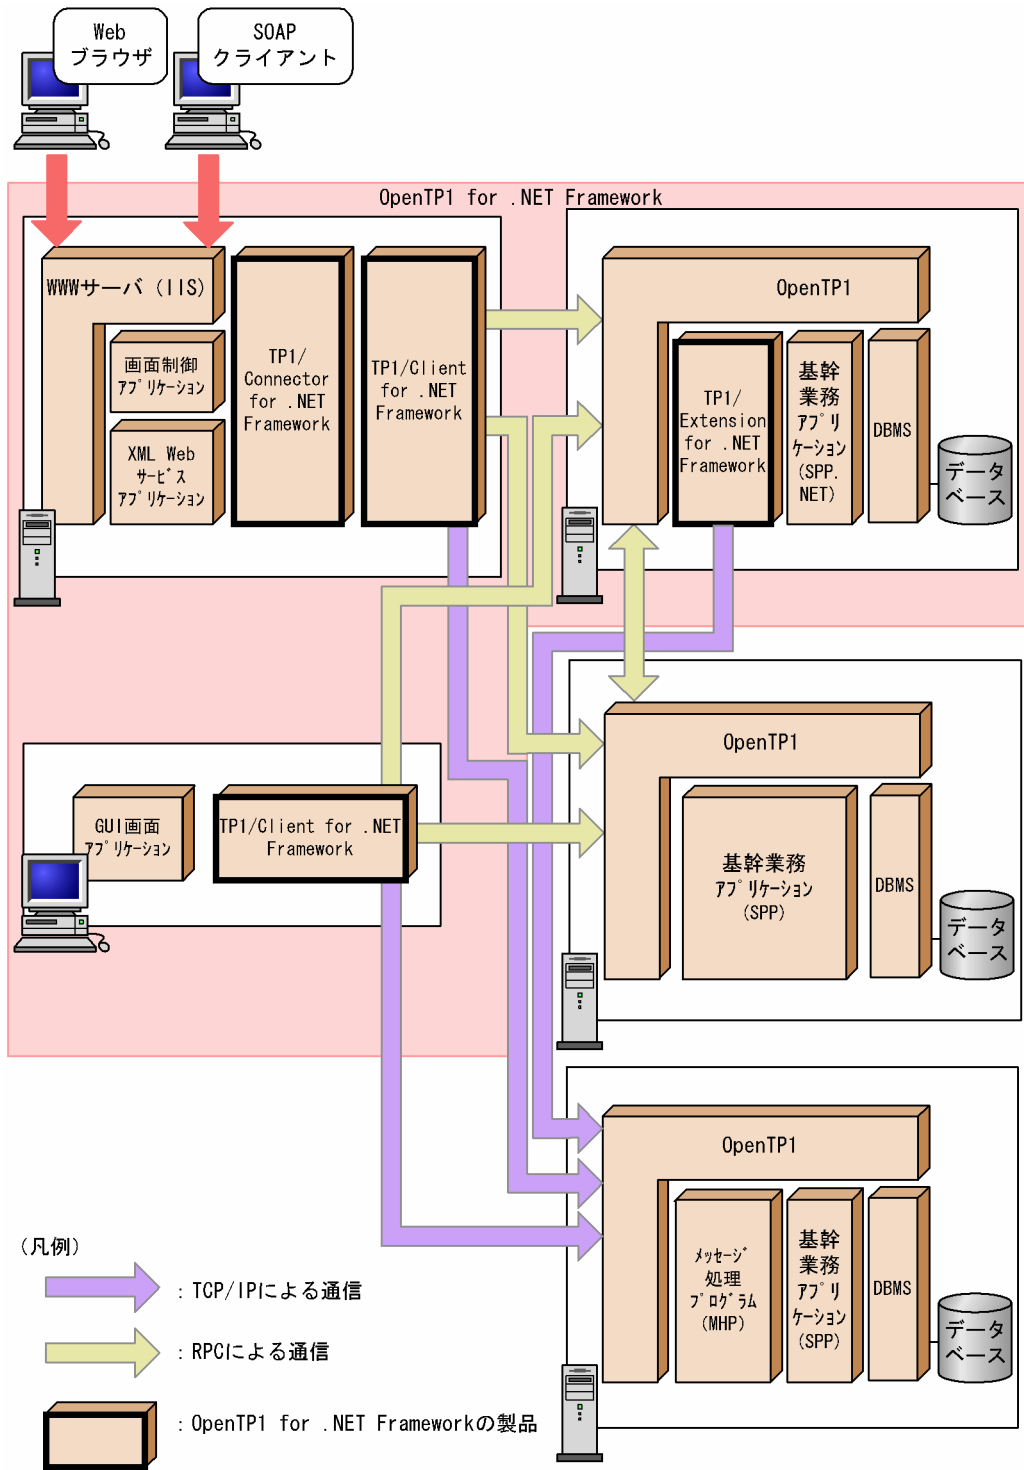 Web
ブラウザ
SOAP
クライアント
OpenTP1 for .NET Framework
WWWサーバ (IIS)
画面制御
アプリケーション
XML Web
サービス
アプリケーション
TP1/
Connector
for .NET
Framework
TP1/Client
for .NET
Framework
OpenTP1
TP1/
Extension
for .NET
Framework
基幹
業務
アプリ
ケーション
(SPP.
NET)
DBMS
データ
ベース
GUI画面
アプリケーション
TP1/Client for .NET
Framework
OpenTP1
基幹業務
アプリケーション
(SPP)
DBMS
データ
ベース
OpenTP1
メッセージ
処理
プログラム
(MHP)
基幹
業務
アプリ
ケーション
(SPP)
DBMS
データ
ベース
(凡例)
: TCP/IPによる通信
: RPCによる通信
: OpenTP1 for .NET Frameworkの製品